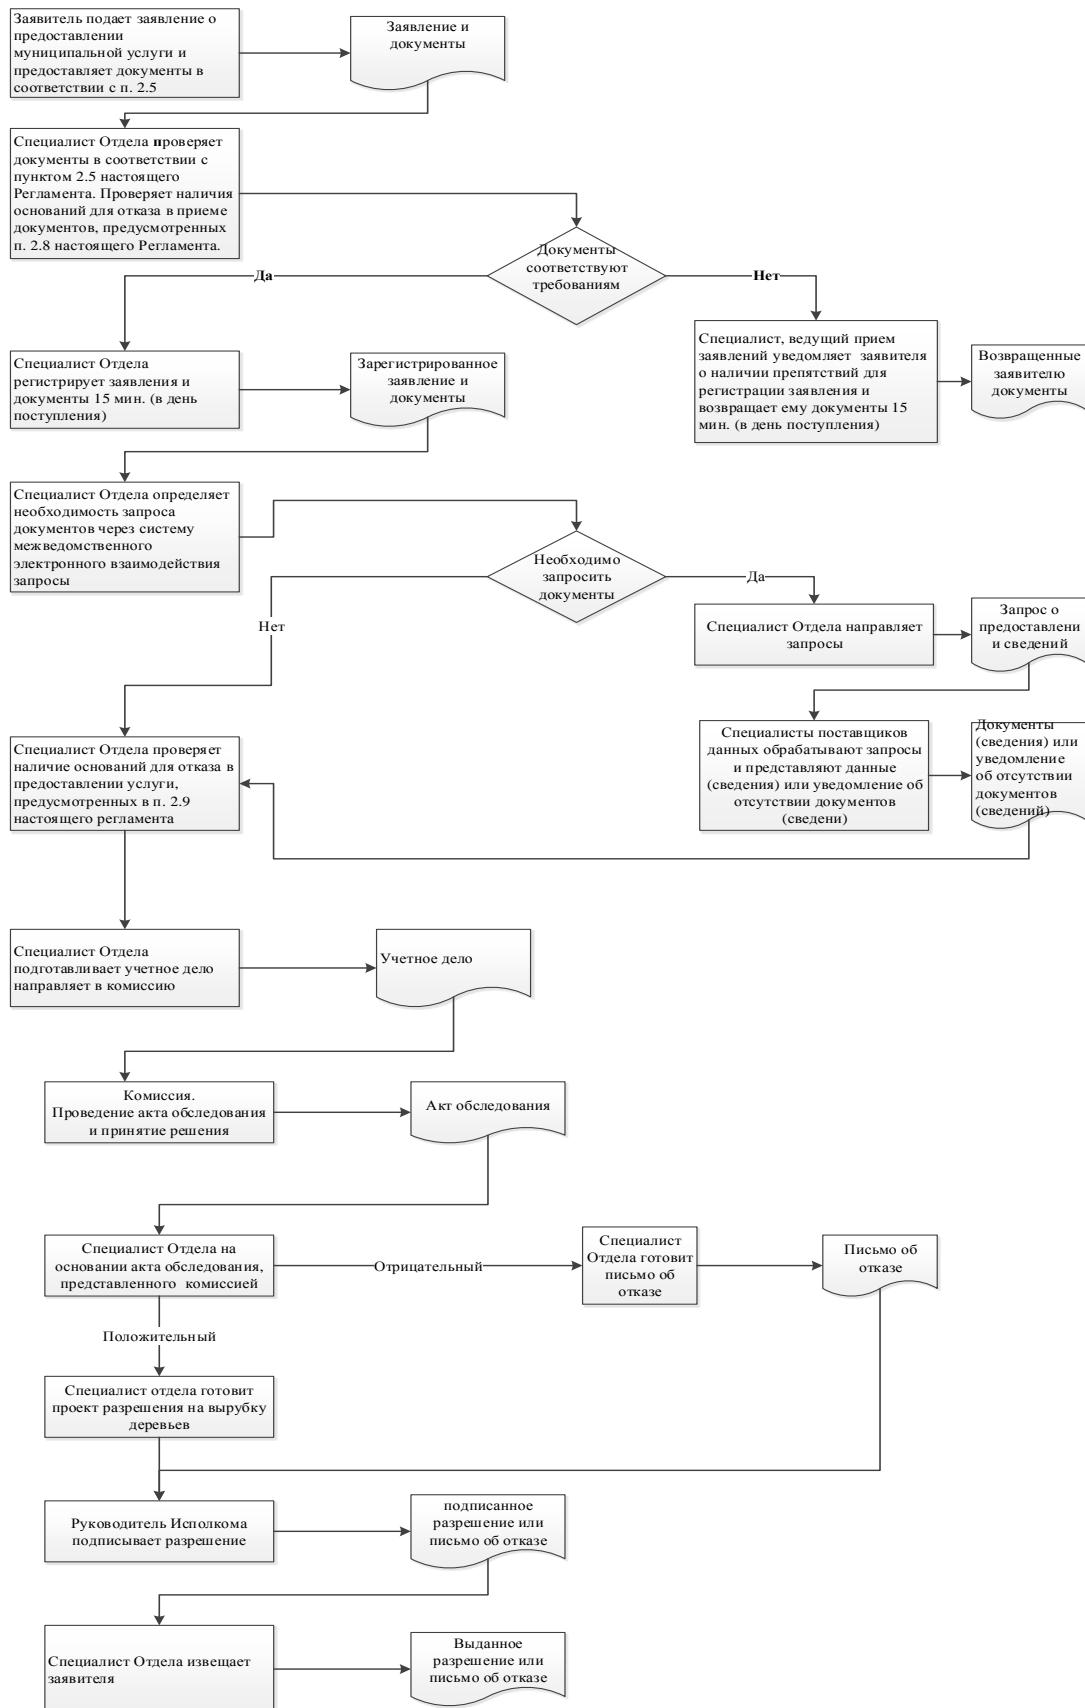 Заявитель подает заявление о
предоставлении
муниципальной услуги и
предоставляет документы в
соответствии с п. 2.5
Заявление и
документы
Специалист Отдела проверяет
документы в соответствии с
пунктом 2.5 настоящего
Регламента. Проверяет наличия
оснований для отказа в приеме
документов, предусмотренных
п. 2.8 настоящего Регламента.
Документы
соответствуют
требованиям
Да
Нет
Специалист Отдела
регистрирует заявления и
документы 15 мин. (в день
поступления)
Зарегистрированное
заявление и
документы
Специалист, ведущий прием
заявлений уведомляет заявителя
о наличии препятствий для
регистрации заявления и
возвращает ему документы 15
мин. (в день поступления)
Возвращенные
заявителю
документы
Специалист Отдела определяет
необходимость запроса
документов через систему
межведомственного
электронного взаимодействия
запросы
Необходимо
запросить
документы
Да
Нет
Специалист Отдела направляет
запросы
Запрос о
предоставлени
и сведений
Специалисты поставщиков
данных обрабатывают запросы
и представляют данные
(сведения) или уведомление об
отсутствии документов
(сведени)
Документы
(сведения) или
уведомление
об отсутствии
документов
(сведений)
Специалист Отдела проверяет
наличие оснований для отказа в
предоставлении услуги,
предусмотренных в п. 2.9
настоящего регламента
Специалист Отдела
подготавливает учетное дело
направляет в комиссию
Учетное дело
Комиссия.
Проведение акта обследования
и принятие решения
Акт обследования
Специалист Отдела на
основании акта обследования,
представленного комиссией
Отрицательный
Специалист
Отдела готовит
письмо об
отказе
Письмо об
отказе
Положительный
Специалист отдела готовит
проект разрешения на вырубку
деревьев
Руководитель Исполкома
подписывает разрешение
подписанное
разрешение или
письмо об отказе
Специалист Отдела извещает
заявителя
Выданное
разрешение или
письмо об отказе